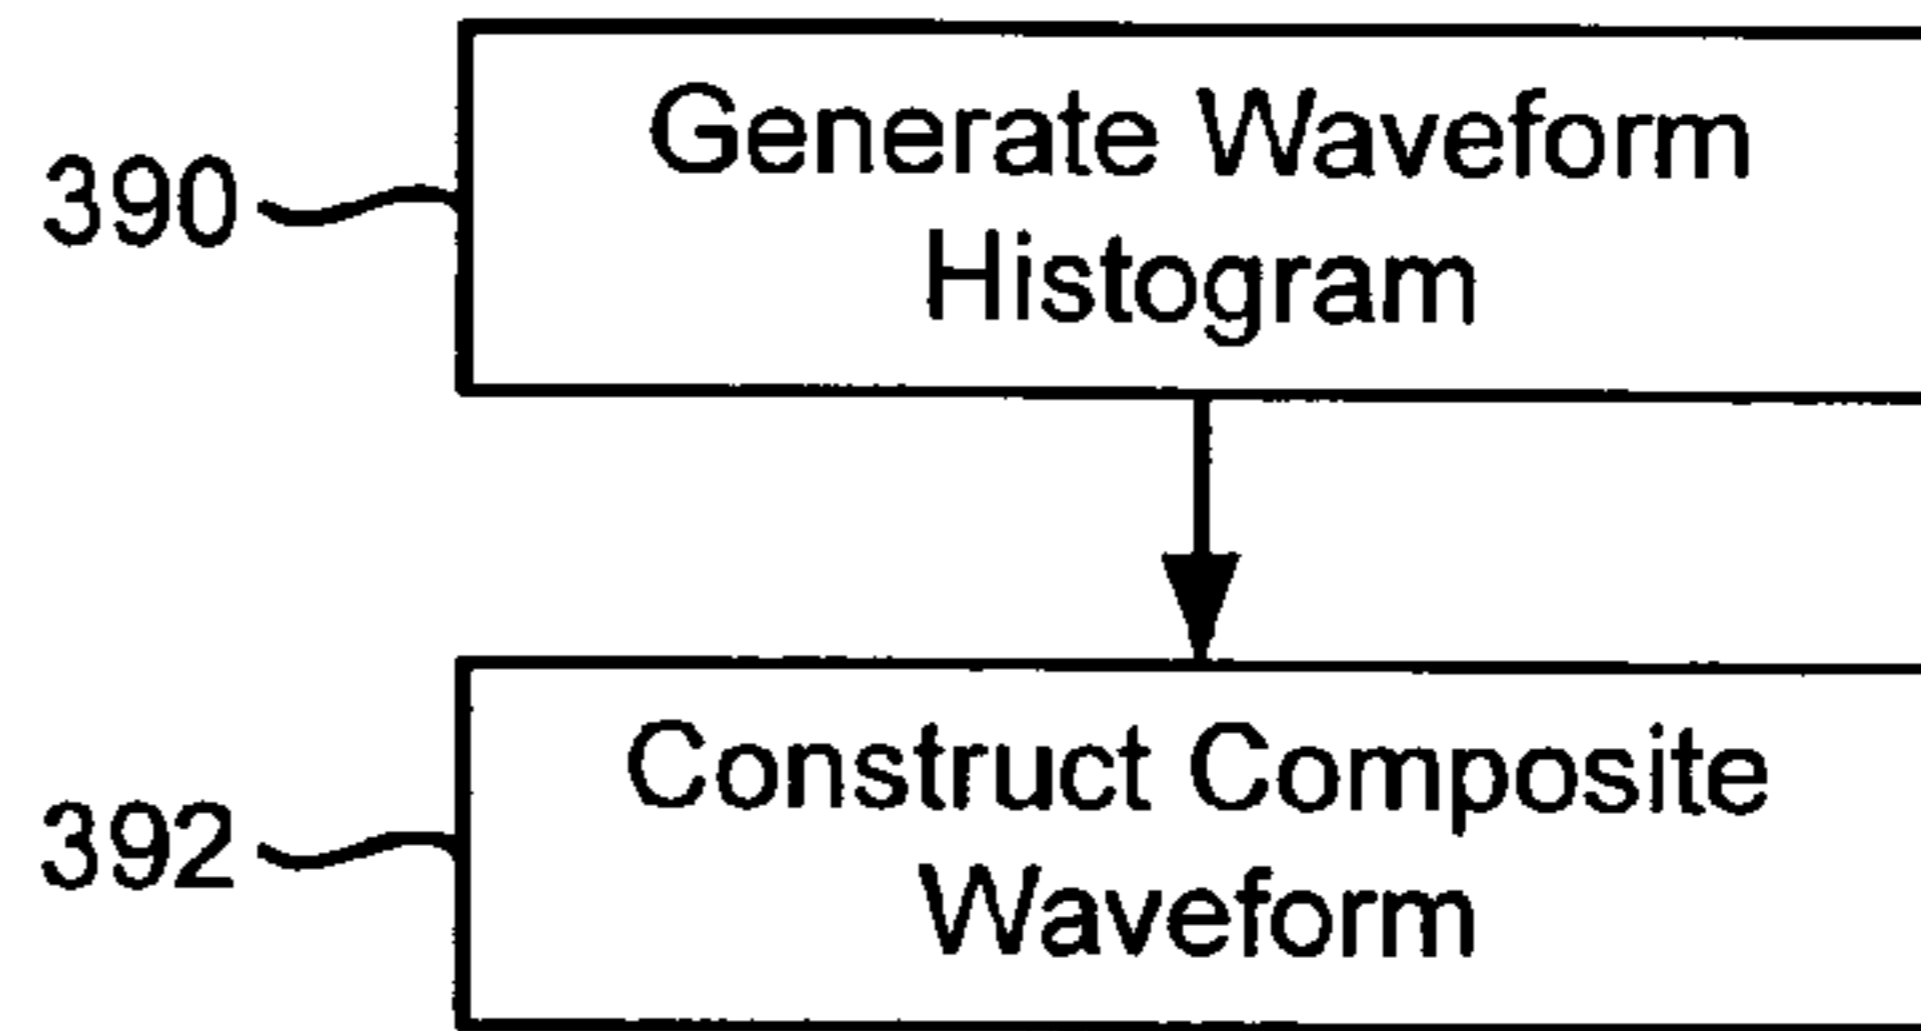 390
Generate Waveform
Histogram
392
Construct Composite
Waveform